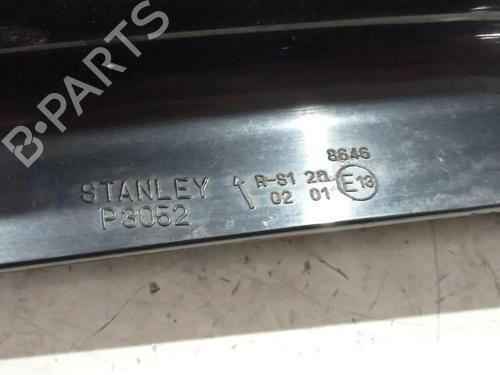 B-PARTS
8646
STANLEY R-S1 2a E13
P3052 02 01